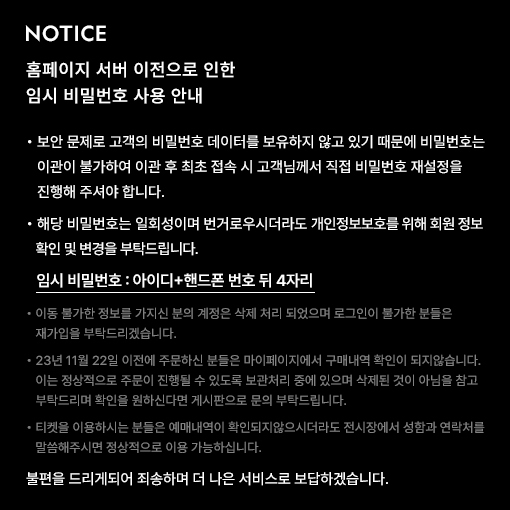 NOTICE
홈페이지 서버 이전으로 인한
임시 비밀번호 사용 안내
• 보안 문제로 고객의 비밀번호 데이터를 보유하지 않고 있기 때문에 비밀번호는
이관이 불가하여 이관 후 최초 접속 시 고객님께서 직접 비밀번호 재설정을
진행해 주셔야 합니다.
• 해당 비밀번호는 일회성이며 번거로우시더라도 개인정보보호를 위해 회원 정보
확인 및 변경을 부탁드립니다.
임시 비밀번호 : 아이디+핸드폰 번호 뒤 4자리
• 이동 불가한 정보를 가지신 분의 계정은 삭제 처리 되었으며 로그인이 불가한 분들은
재가입을 부탁드리겠습니다.
• 23년 11월 22일 이전에 주문하신 분들은 마이페이지에서 구매내역 확인이 되지않습니다.
이는 정상적으로 주문이 진행될 수 있도록 보관처리 중에 있으며 삭제된 것이 아님을 참고
부탁드리며 확인을 원하신다면 게시판으로 문의 부탁드립니다.
• 티켓을 이용하시는 분들은 예매내역이 확인되지않으시더라도 전시장에서 성함과 연락처를
말씀해주시면 정상적으로 이용 가능하십니다.
불편을 드리게되어 죄송하며 더 나은 서비스로 보답하겠습니다.